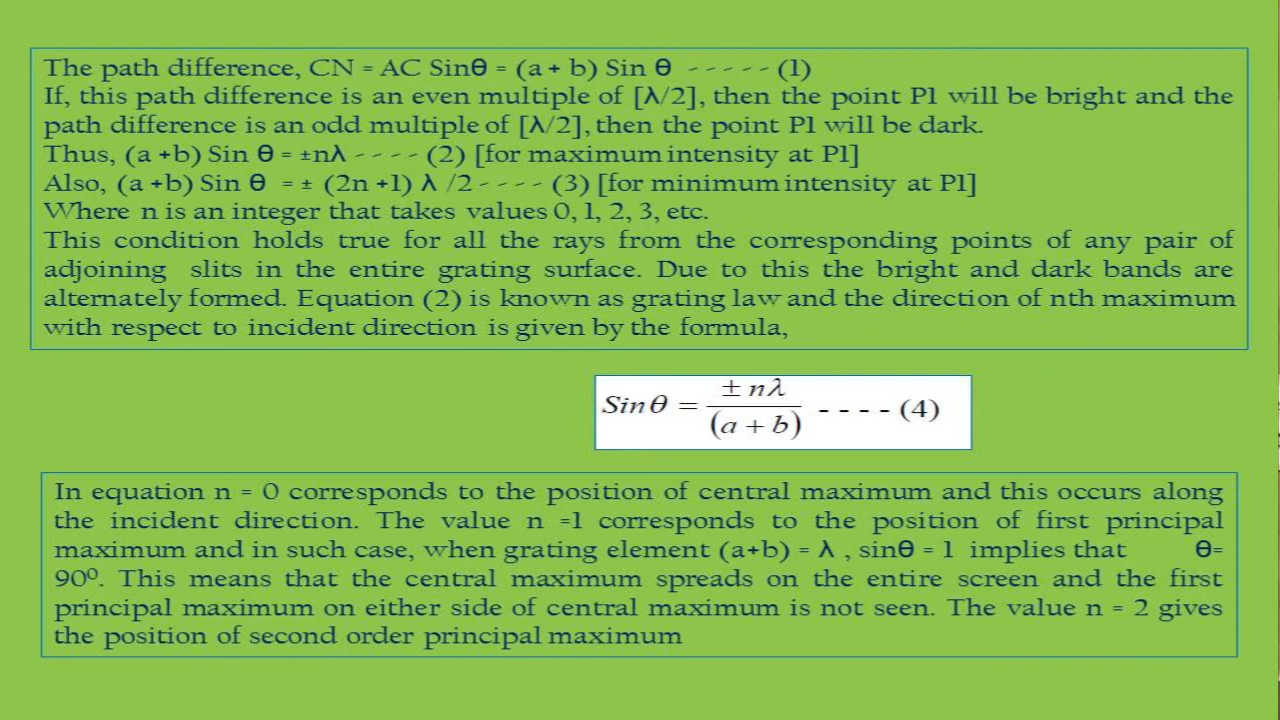 The path difference, CN = AC Sinθ = (a + b) Sin θ - - - - - (1)
If, this path difference is an even multiple of [λ/2], then the point P1 will be bright and the
path difference is an odd multiple of [λ/2], then the point P1 will be dark.
Thus, (a +b) Sin θ = ±nλ - - - - (2) [for maximum intensity at P1]
Also, (a +b) Sin θ = ± (2n +1) λ /2 - - - - (3) [for minimum intensity at P1]
Where n is an integer that takes values 0, 1, 2, 3, etc.
This condition holds true for all the rays from the corresponding points of any pair of
adjoining slits in the entire grating surface. Due to this the bright and dark bands are
alternately formed. Equation (2) is known as grating law and the direction of nth maximum
with respect to incident direction is given by the formula,
Sin θ = ± nλ / (a + b) - - - - (4)
In equation n = 0 corresponds to the position of central maximum and this occurs along
the incident direction. The value n =1 corresponds to the position of first principal
maximum and in such case, when grating element (a+b) = λ , sinθ = 1 implies that θ=
90⁰. This means that the central maximum spreads on the entire screen and the first
principal maximum on either side of central maximum is not seen. The value n = 2 gives
the position of second order principal maximum